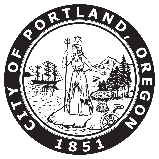 CITY OF PORTLAND, OREGON
1851